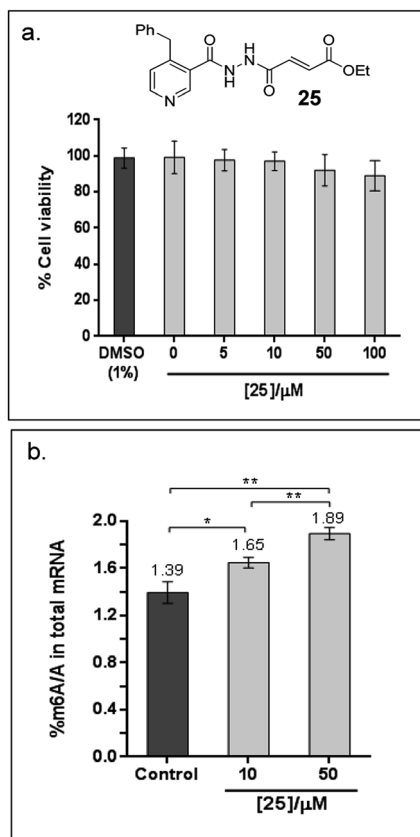 a.
Ph
O
H
N
N
H
O
O
OEt
N
25
% Cell viability
120
100
80
60
40
20
0
DMSO
(1%)
0 5 10 50 100
[25]/μM
b.
**
**
*
1.39 1.65 1.89
%m6A/A in total mRNA
2.0
1.6
1.2
0.4
0.0
Control 10 50
[25]/μM